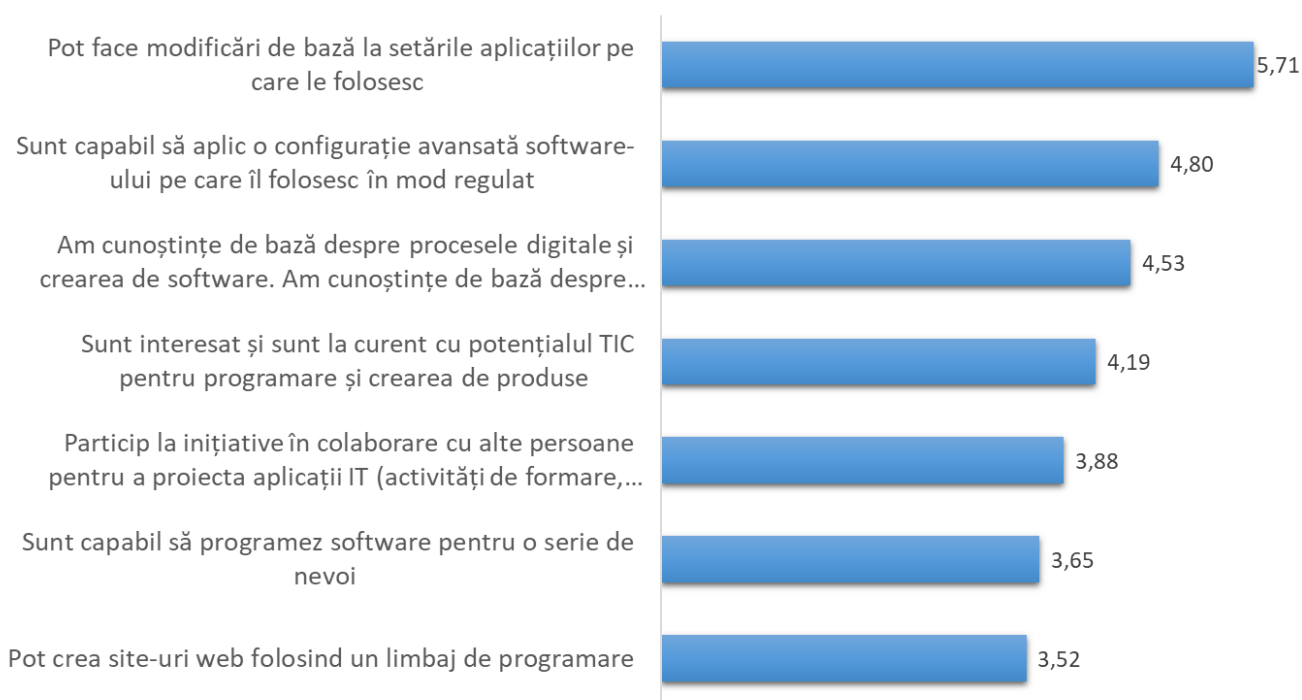 Pot face modificări de bază la setările aplicațiilor pe
care le folosesc
5,71
Sunt capabil să aplic o configurație avansată software-
ului pe care îl folosesc în mod regulat
4,80
Am cunoștințe de bază despre procesele digitale și
crearea de software. Am cunoștințe de bază despre...
4,53
Sunt interesat și sunt la curent cu potențialul TIC
pentru programare și crearea de produse
4,19
Particip la inițiative în colaborare cu alte persoane
pentru a proiecta aplicații IT (activități de formare,...
3,88
Sunt capabil să programez software pentru o serie de
nevoi
3,65
Pot crea site-uri web folosind un limbaj de programare
3,52